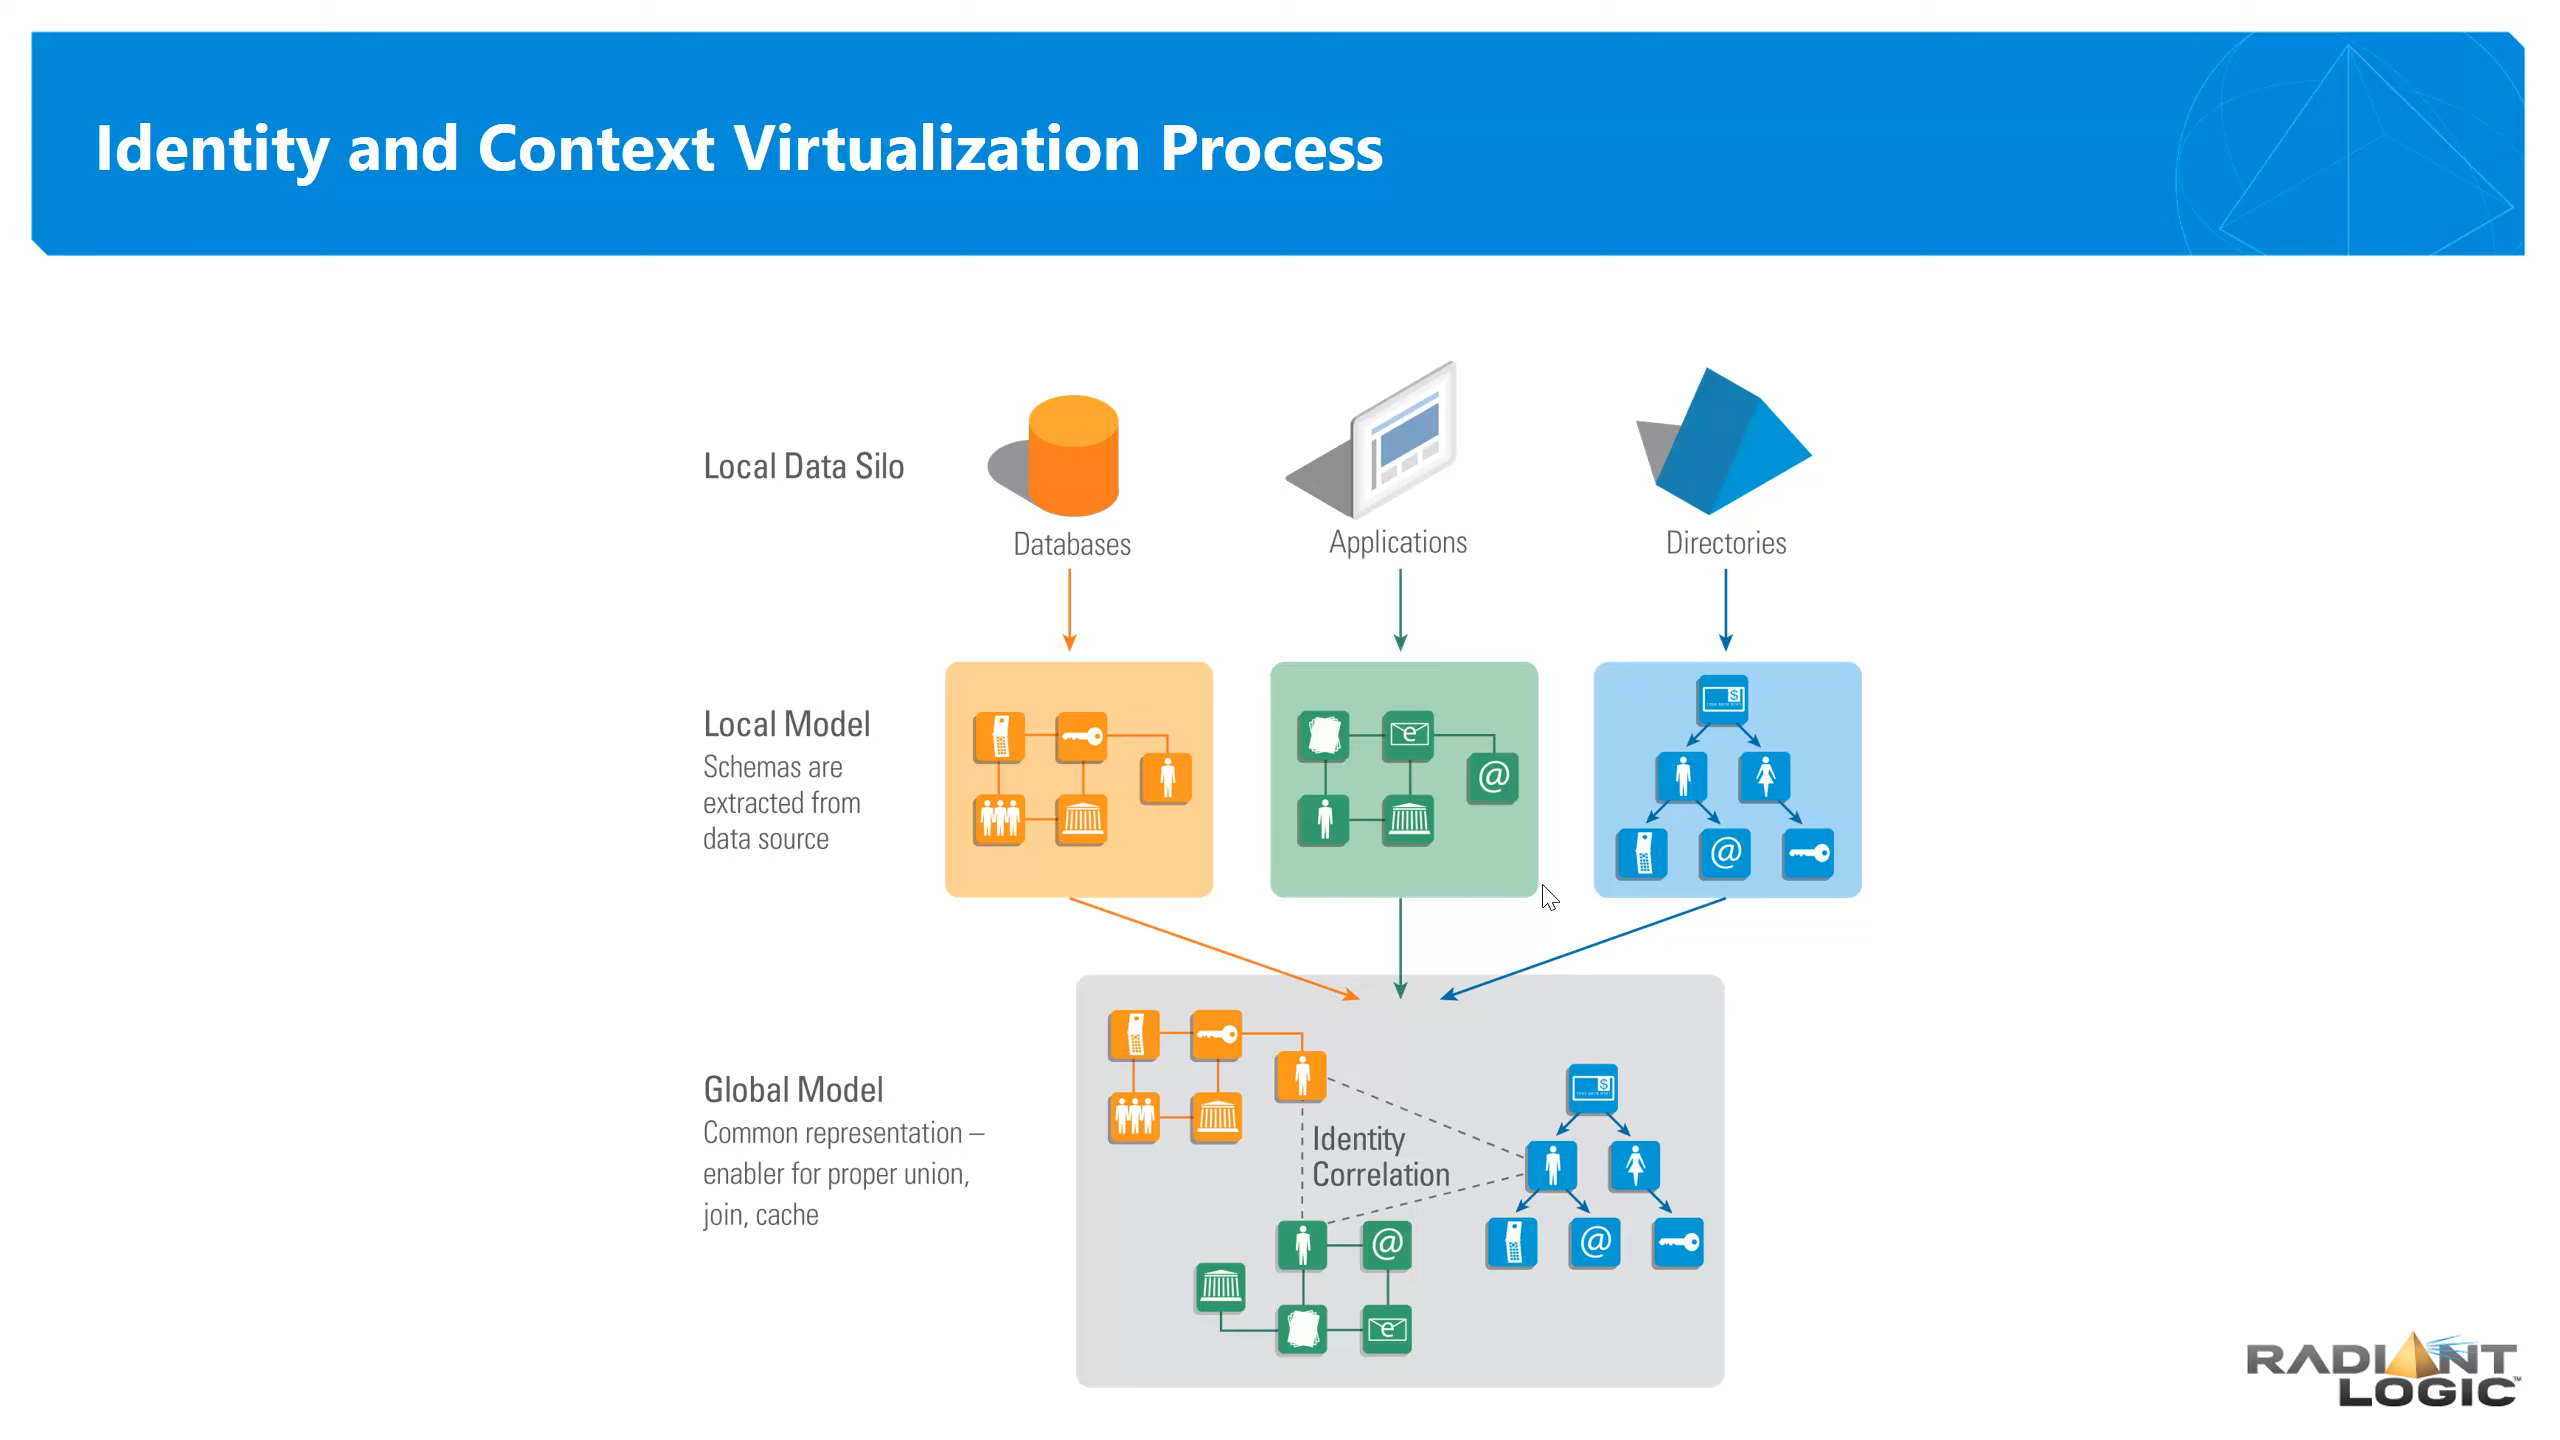 Identity and Context Virtualization Process
Local Data Silo
Databases
Applications
Directories
Local Model
Schemas are
extracted from
data source
$
@
@
e
Global Model
Common representation –
enabler for proper union,
join, cache
Identity
Correlation
$
@
@
e
RADIANT
LOGIC™